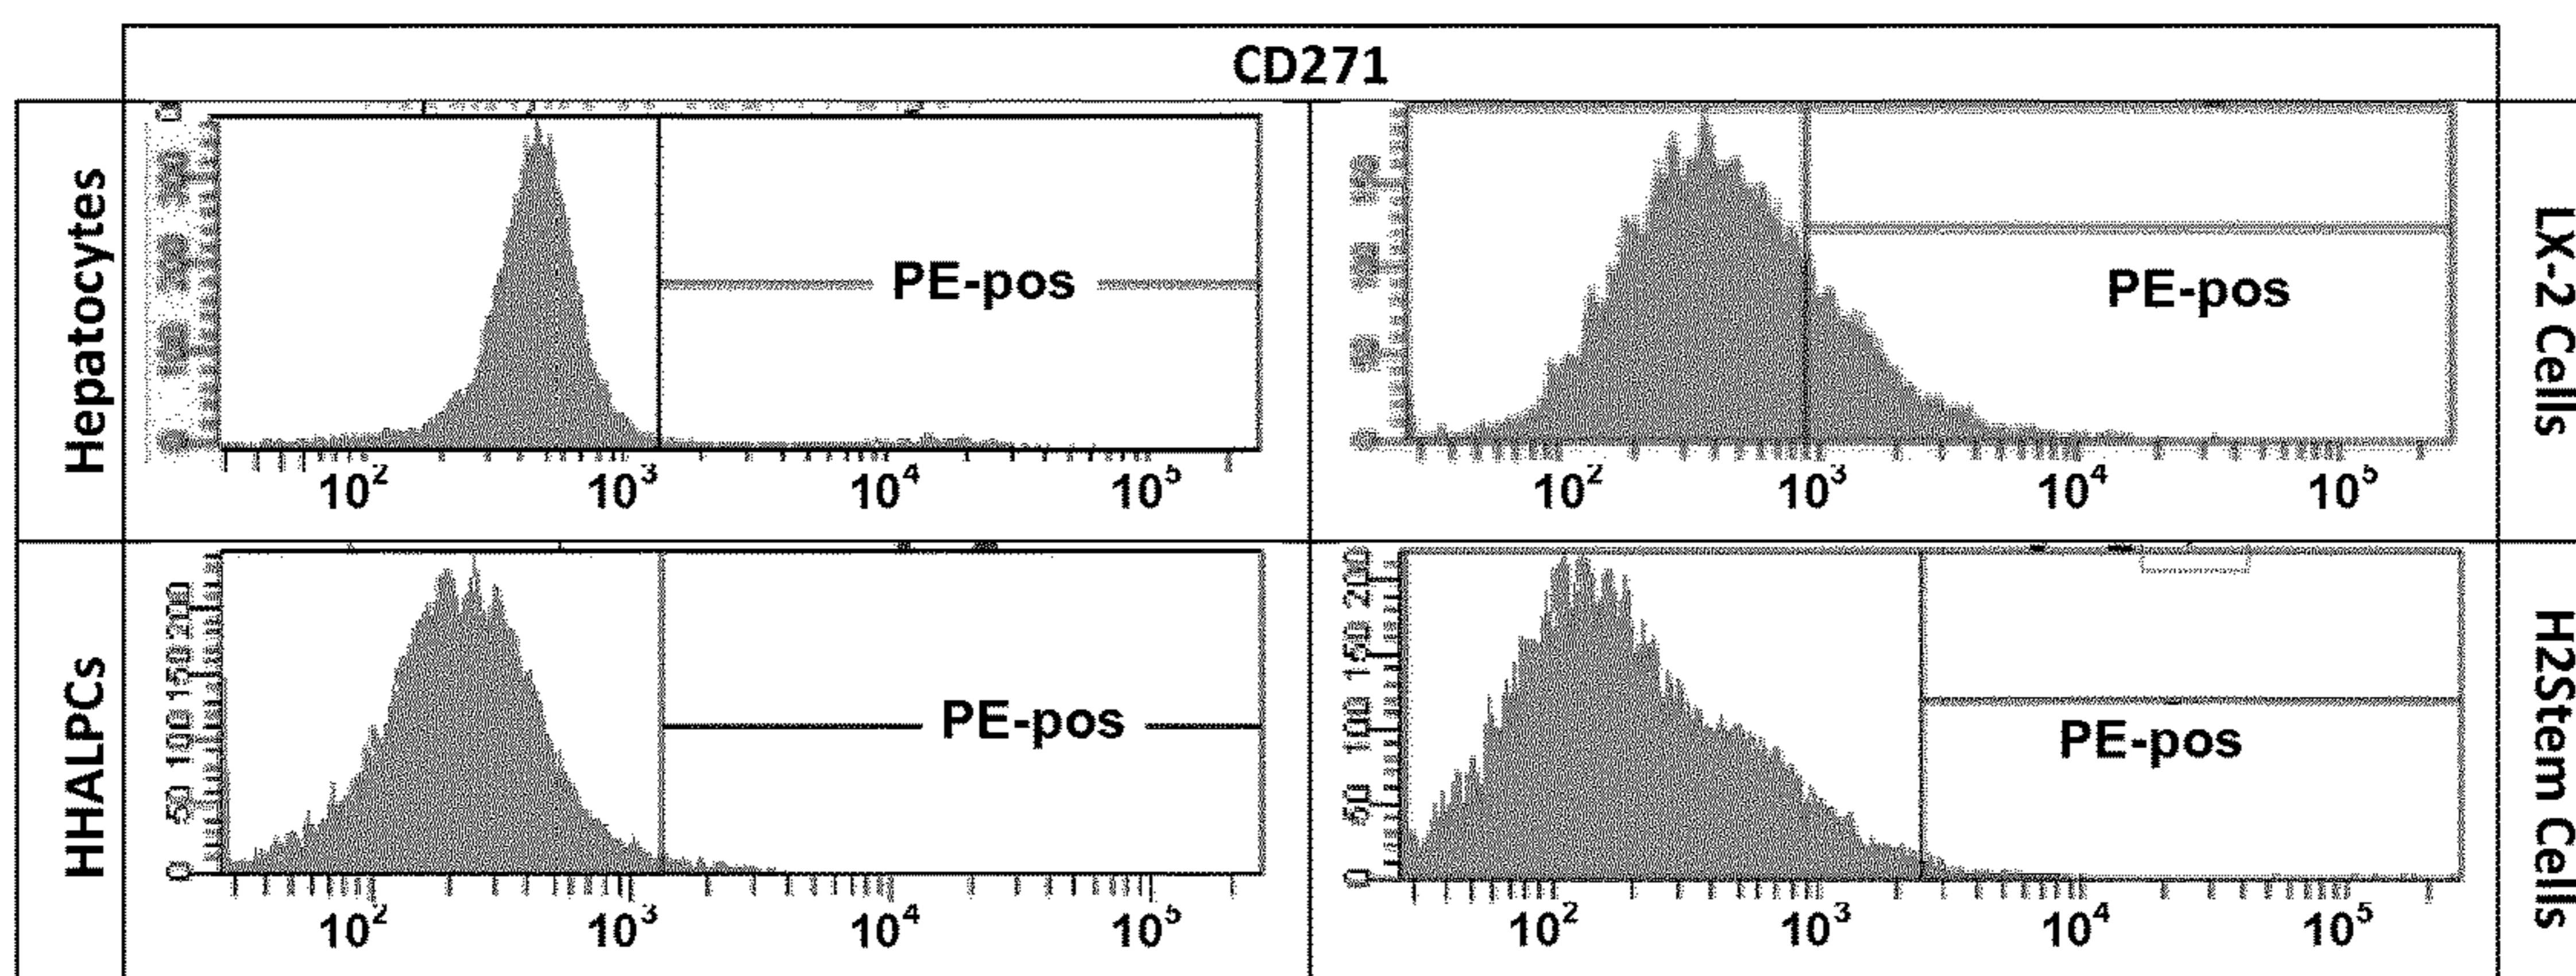 CD271
Hepatocytes
PE-pos
10² 10³ 10⁴ 10⁵
PE-pos
10² 10³ 10⁴ 10⁵
LX-2 Cells
HHALPCs
0 50 100 150 200
PE-pos
10² 10³ 10⁴ 10⁵
0 50 100 150 200
PE-pos
10² 10³ 10⁴ 10⁵
H2Stem Cells